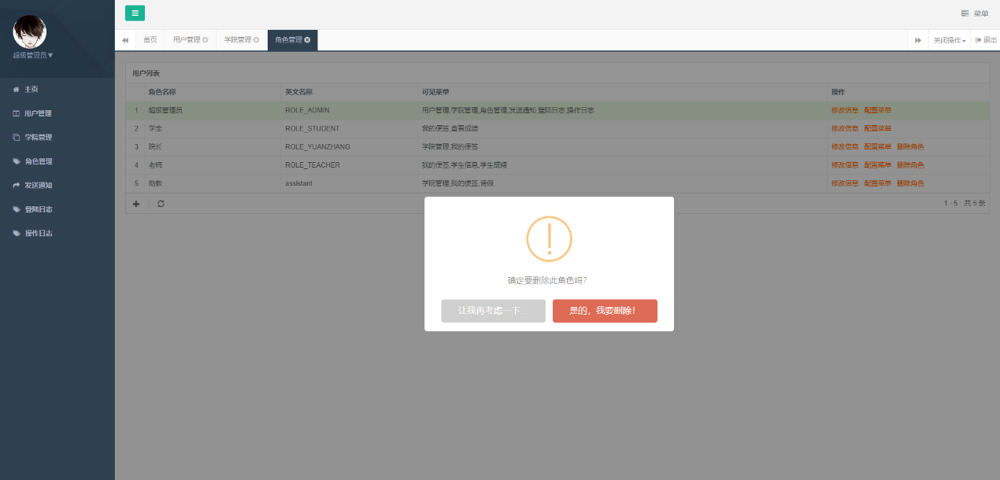 菜单
首页 用户管理 学院管理 角色管理 关闭操作 退出
超级管理员
主页
用户管理
学院管理
角色管理
发送通知
登陆日志
操作日志
用户列表
角色名称 英文名称 可见菜单 操作
1 超级管理员 ROLE_ADMIN 用户管理,学院管理,角色管理,发送通知,登陆日志,操作日志 修改信息 配置菜单
2 学生 ROLE_STUDENT 我的便签,查看成绩 修改信息 配置菜单
3 院长 ROLE_YUANZHANG 学院管理,我的便签 修改信息 配置菜单 删除角色
4 老师 ROLE_TEACHER 我的便签,学生信息,学生成绩 修改信息 配置菜单 删除角色
5 助教 assistant 学院管理,我的便签,请假 修改信息 配置菜单 删除角色
1 - 5 共 5 条
确定要删除此角色吗?
让我再考虑一下... 是的，我要删除!